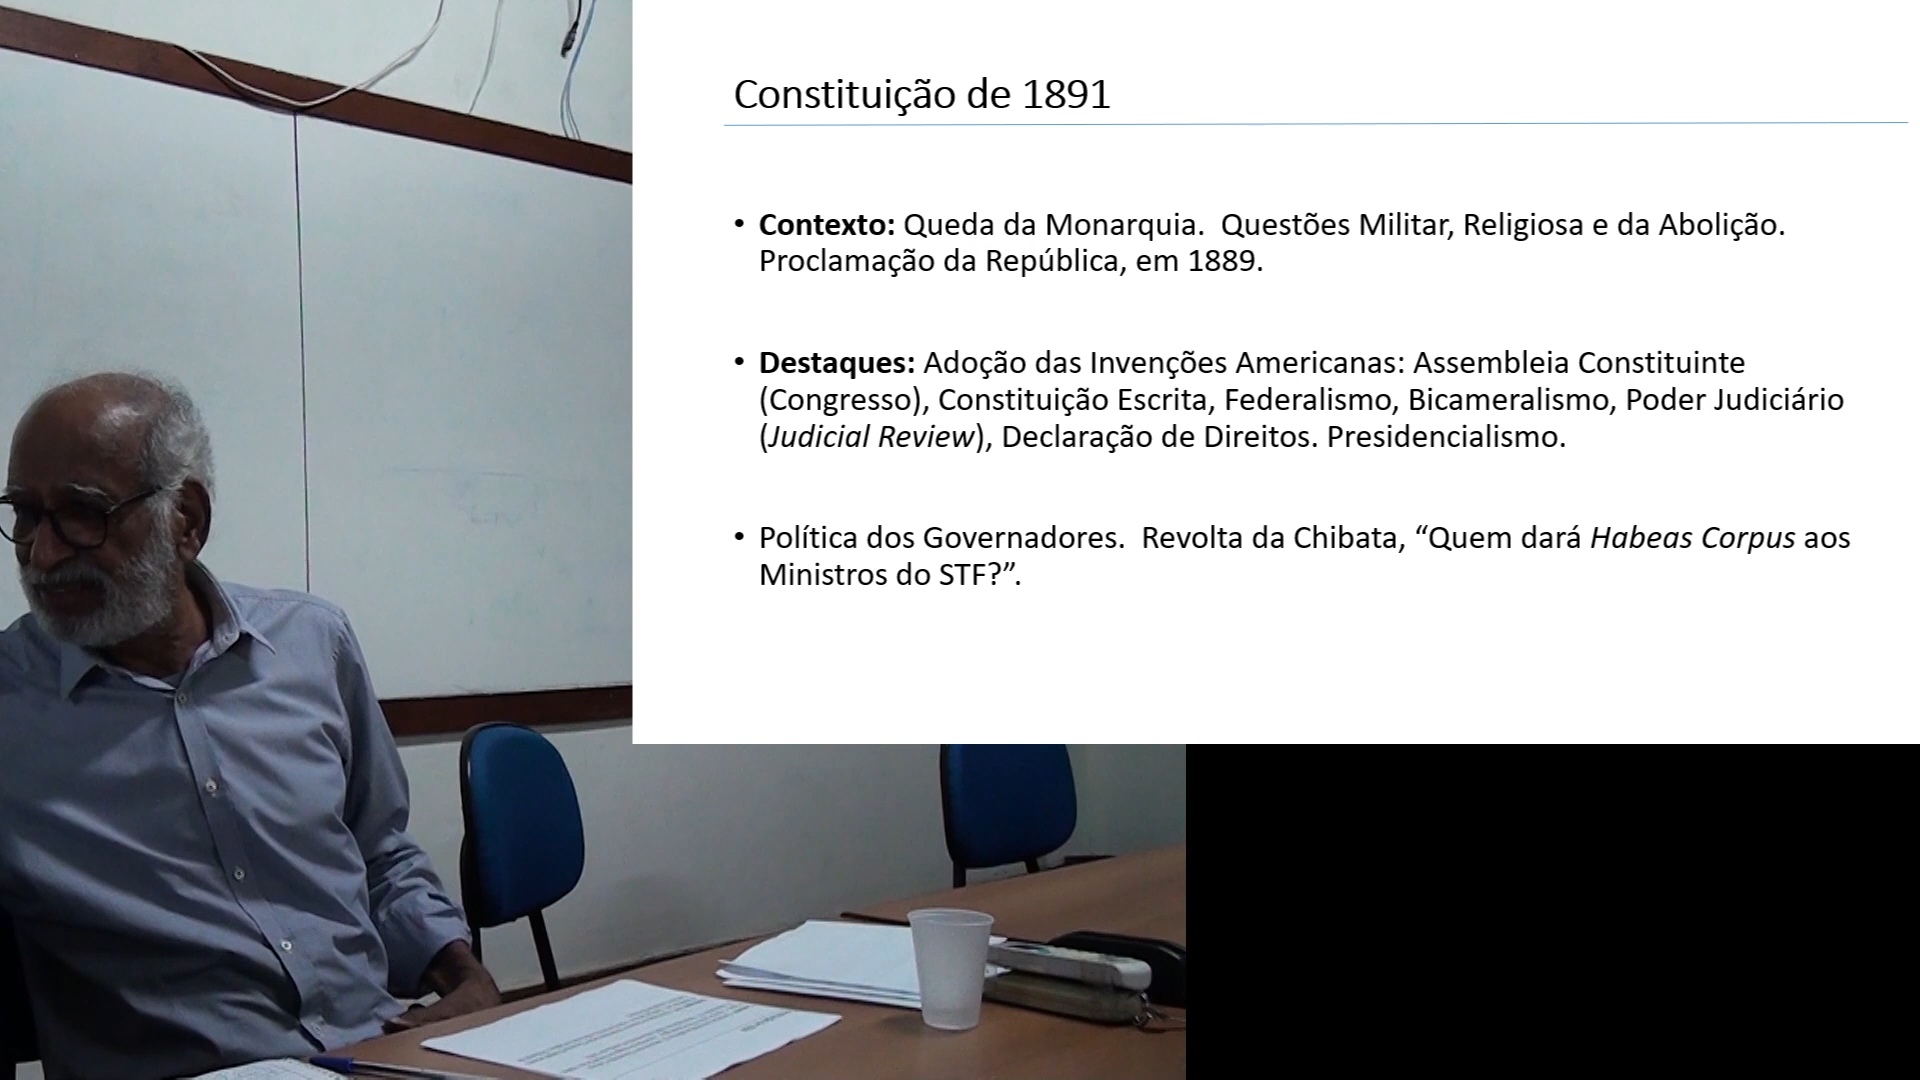 Constituição de 1891
• Contexto: Queda da Monarquia.  Questões Militar, Religiosa e da Abolição.
Proclamação da República, em 1889.
• Destaques: Adoção das Invenções Americanas: Assembleia Constituinte
(Congresso), Constituição Escrita, Federalismo, Bicameralismo, Poder Judiciário
(Judicial Review), Declaração de Direitos. Presidencialismo.
• Política dos Governadores.  Revolta da Chibata, “Quem dará Habeas Corpus aos
Ministros do STF?”.